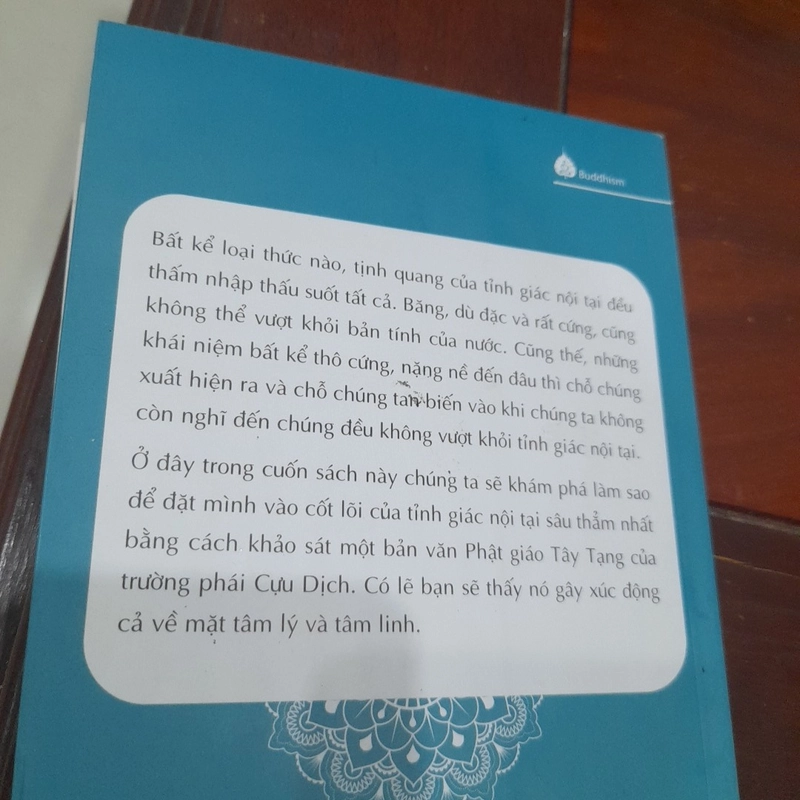 Buddhism
Bất kể loại thức nào, tịnh quang của tỉnh giác nội tại đều
thấm nhập thấu suốt tất cả. Băng, dù đặc và rất cứng, cũng
không thể vượt khỏi bản tính của nước. Cũng thế, những
khái niệm bất kể thô cứng, nặng nề đến đâu thì chỗ chúng
xuất hiện ra và chỗ chúng tan biến vào khi chúng ta không
còn nghĩ đến chúng đều không vượt khỏi tỉnh giác nội tại.
Ở đây trong cuốn sách này chúng ta sẽ khám phá làm sao
để đặt mình vào cốt lõi của tỉnh giác nội tại sâu thẳm nhất
bằng cách khảo sát một bản văn Phật giáo Tây Tạng của
trường phái Cựu Dịch. Có lẽ bạn sẽ thấy nó gây xúc động
cả về mặt tâm lý và tâm linh.